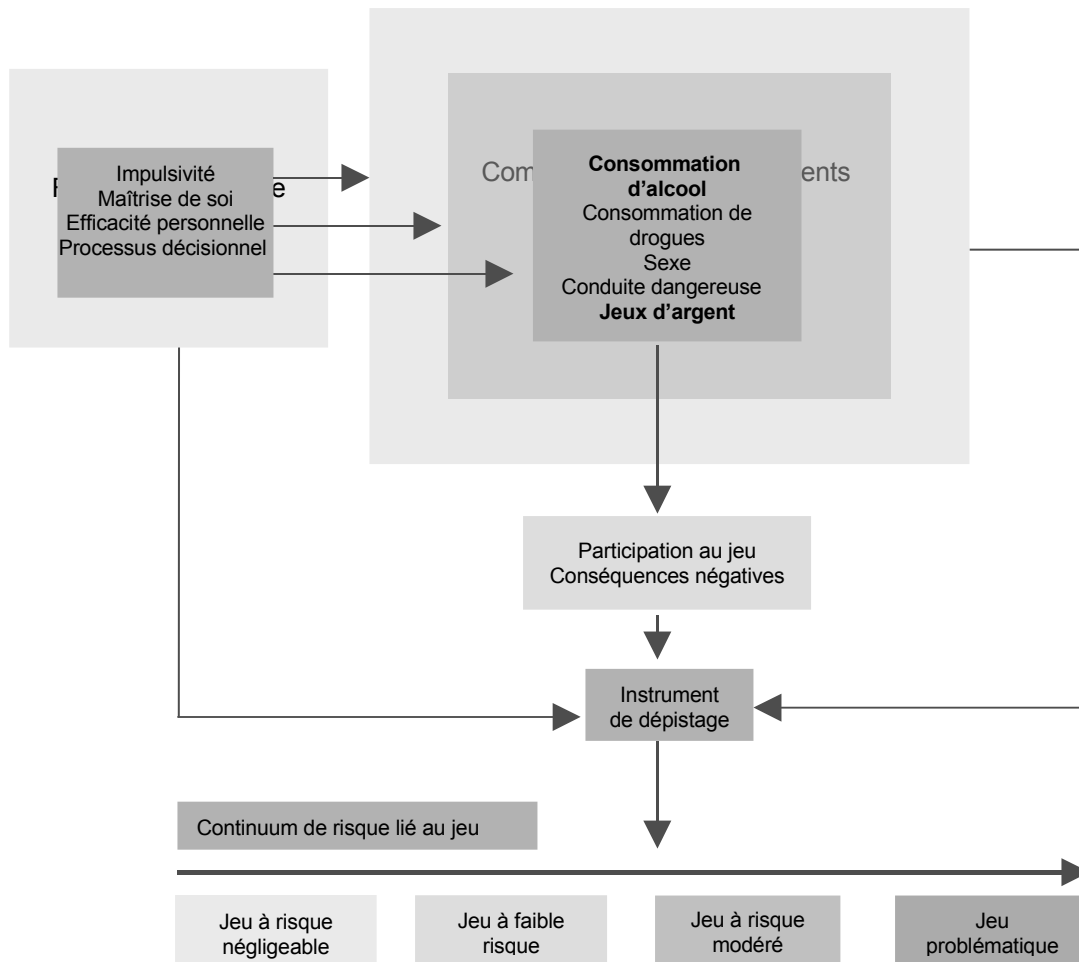 Impulsivité
Maîtrise de soi
Efficacité personnelle
Processus décisionnel
Consommation
d'alcool
Consommation de
drogues
Sexe
Conduite dangereuse
Jeux d'argent
Participation au jeu
Conséquences négatives
Instrument
de dépistage
Continuum de risque lié au jeu
Jeu à risque
négligeable
Jeu à faible
risque
Jeu à risque
modéré
Jeu
problématique